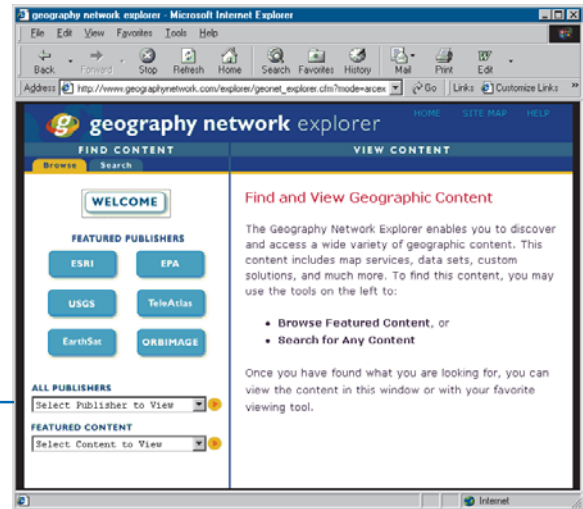 geography network explorer - Microsoft Internet Explorer
File Edit View Favorites Tools Help
Back Forward Stop Refresh Home Search Favorites History Mail Print Edit
Address http://www.geographynetwork.com/explorer/geonet_explorer.cfm?mode=arcex Go Links Customize Links »
geography network explorer
HOME SITE MAP HELP
FIND CONTENT
VIEW CONTENT
Browse Search
WELCOME
FEATURED PUBLISHERS
ESRI EPA
USGS TeleAtlas
EarthSat ORBIMAGE
ALL PUBLISHERS
Select Publisher to View
FEATURED CONTENT
Select Content to View
Find and View Geographic Content
The Geography Network Explorer enables you to discover
and access a wide variety of geographic content. This
content includes map services, data sets, custom
solutions, and much more. To find this content, you may
use the tools on the left to:
• Browse Featured Content, or
• Search for Any Content
Once you have found what you are looking for, you can
view the content in this window or with your favorite
viewing tool.
Internet